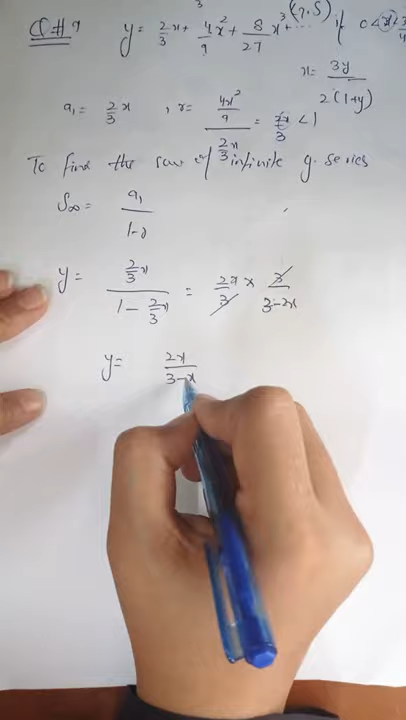 Q#9 y= 2/3 x + 4/9 x² + 8/27 x³ + ... (7.5) if 0<x<3/
x= 3y / 2(1+y)
a₁= 2/3 x , r= (4x²/9) / (2/3 x) = 2x/3 <1
To find the sum of infinite g. series
S∞= a₁ / 1-r
y= (2/3 x) / (1 - 2/3 x) = 2x/3 × 3/(3-2x)
y= 2x / 3-x